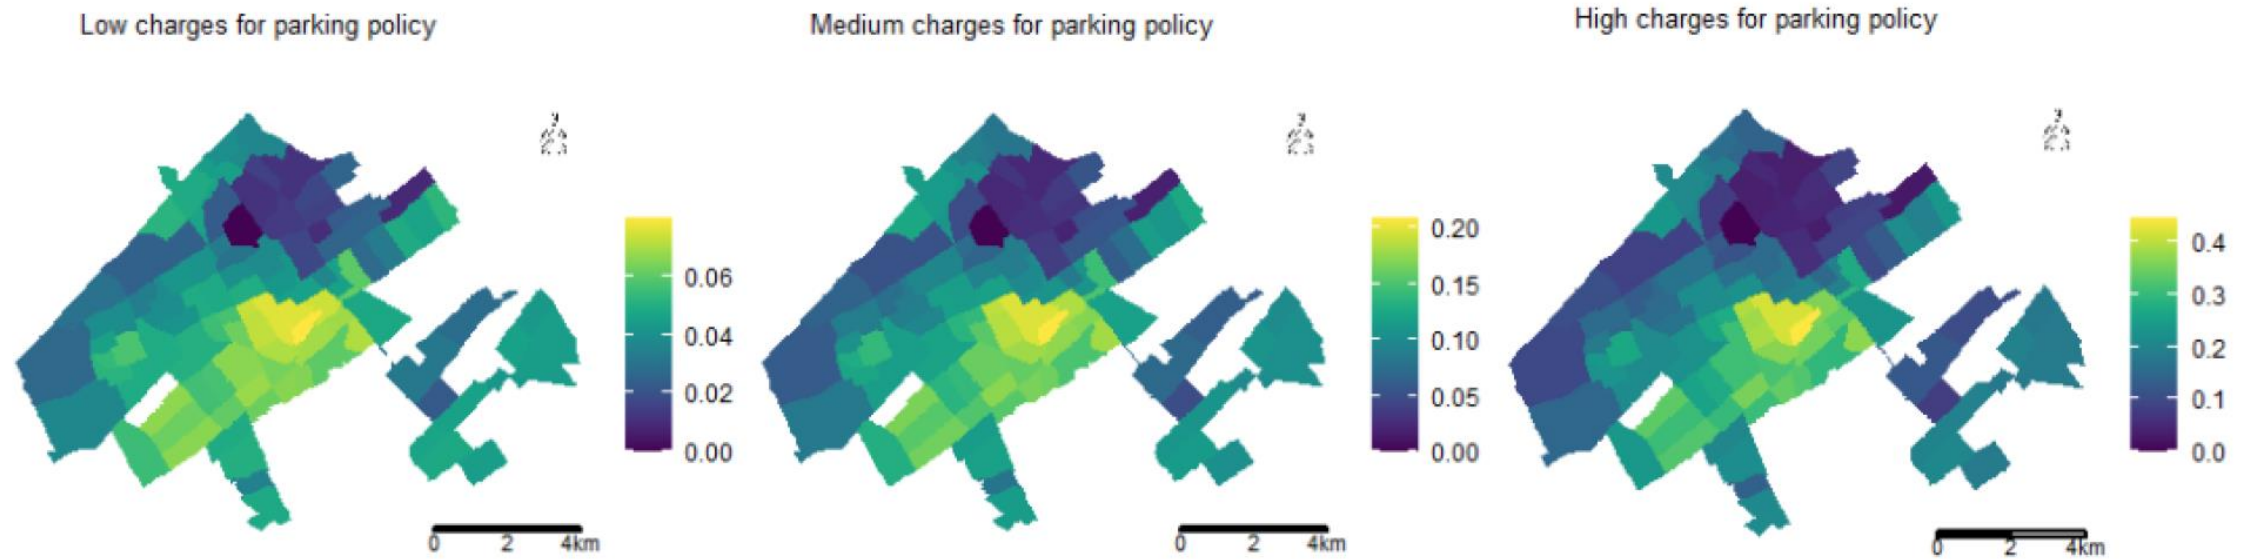 Low charges for parking policy
0.06
0.04
0.02
0.00
0 2 4km
Medium charges for parking policy
0.20
0.15
0.10
0.05
0.00
0 2 4km
High charges for parking policy
0.4
0.3
0.2
0.1
0.0
0 2 4km